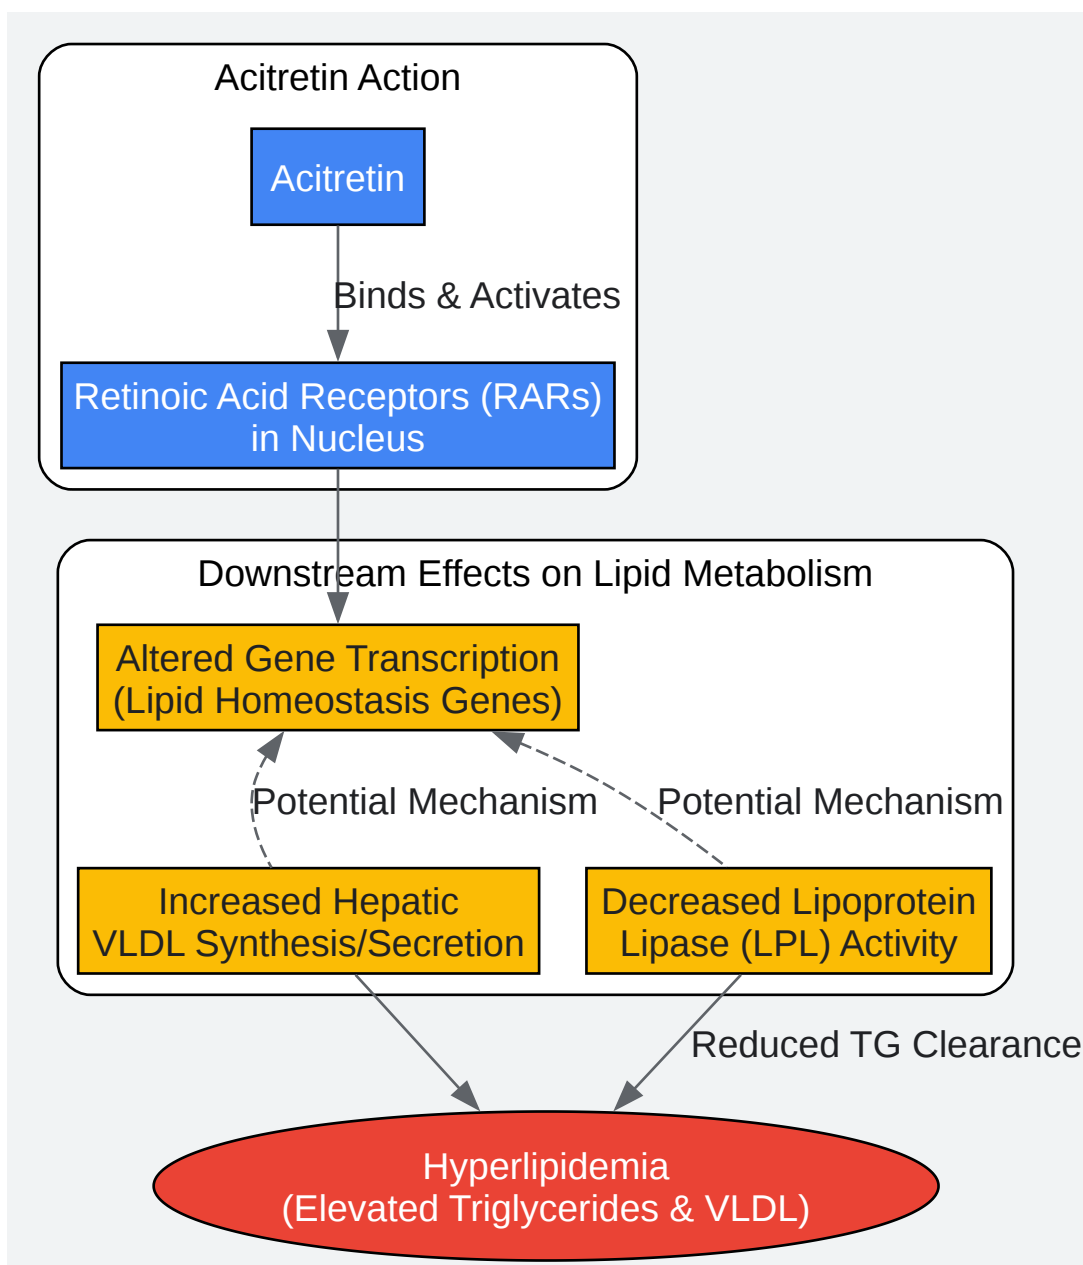 Acitretin Action
Acitretin
Binds & Activates
Retinoic Acid Receptors (RARs)
in Nucleus
Downstream Effects on Lipid Metabolism
Altered Gene Transcription
(Lipid Homeostasis Genes)
Potential Mechanism
Potential Mechanism
Increased Hepatic
VLDL Synthesis/Secretion
Decreased Lipoprotein
Lipase (LPL) Activity
Reduced TG Clearance
Hyperlipidemia
(Elevated Triglycerides & VLDL)